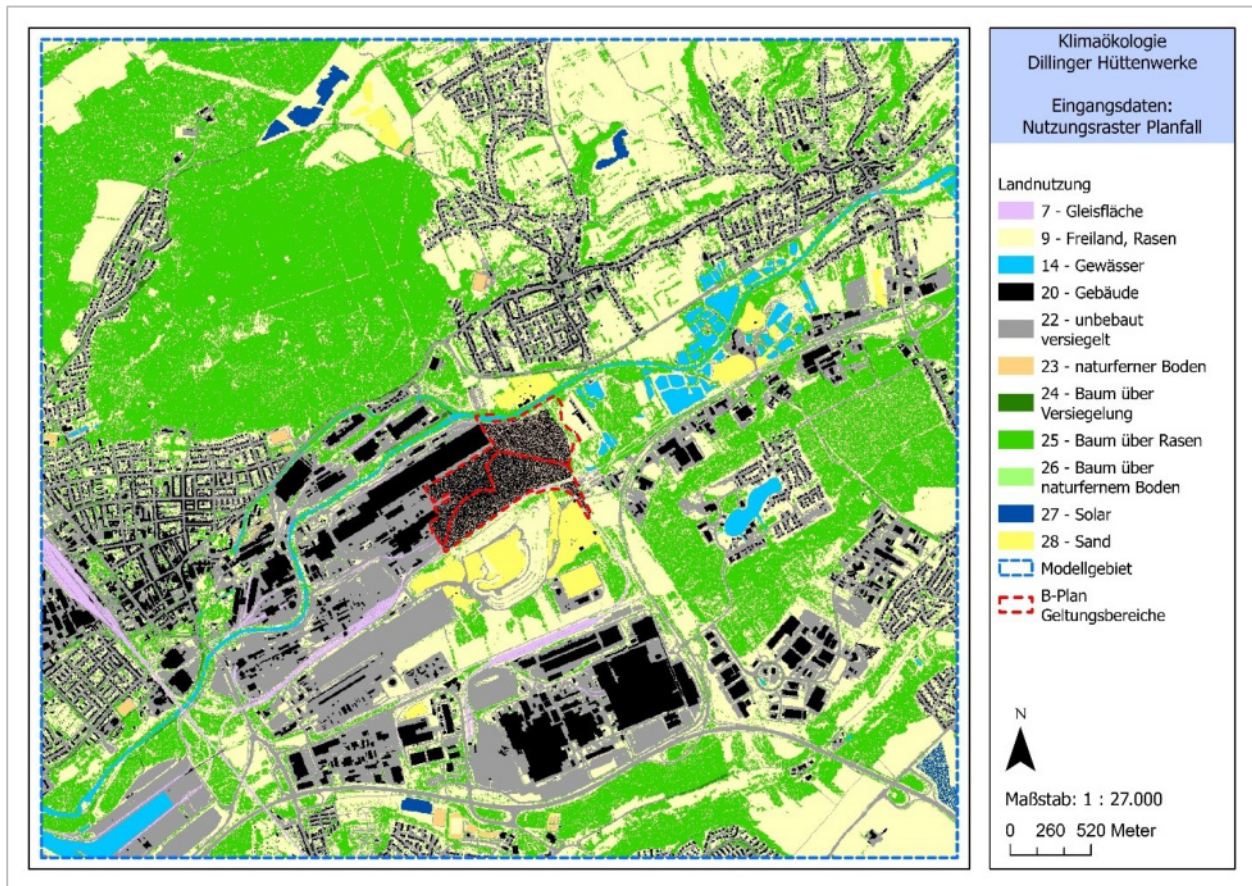 Klimaökologie
Dillinger Hüttenwerke
Eingangsdaten:
Nutzungsraster Planfall
Landnutzung
7 - Gleisfläche
9 - Freiland, Rasen
14 - Gewässer
20 - Gebäude
22 - unbebaut
versiegelt
23 - naturferner Boden
24 - Baum über
Versiegelung
25 - Baum über Rasen
26 - Baum über
naturfernem Boden
27 - Solar
28 - Sand
Modellgebiet
B-Plan
Geltungsbereiche
N
Maßstab: 1 : 27.000
0 260 520 Meter